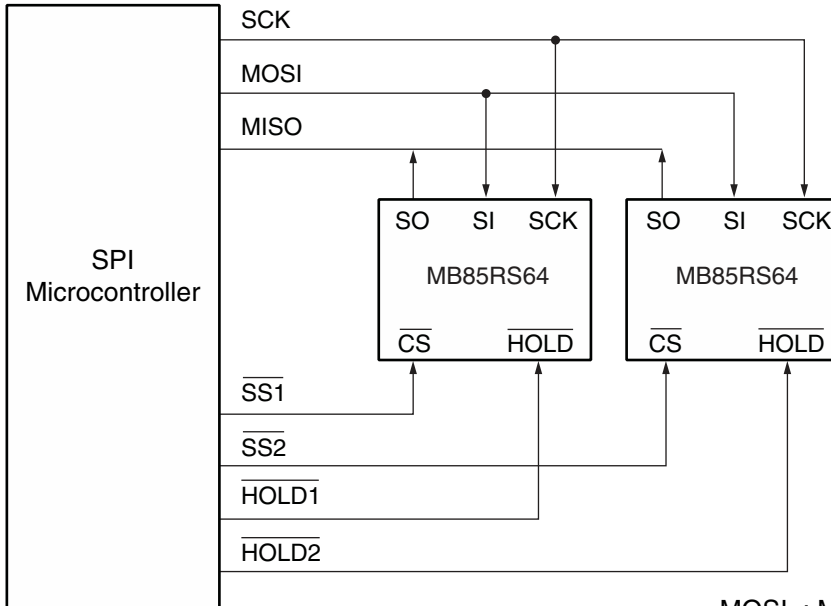 SCK
MOSI
MISO
SO SI SCK
SO SI SCK
SPI
Microcontroller
MB85RS64
MB85RS64
CS HOLD
CS HOLD
SS1
SS2
HOLD1
HOLD2
MOSI : M